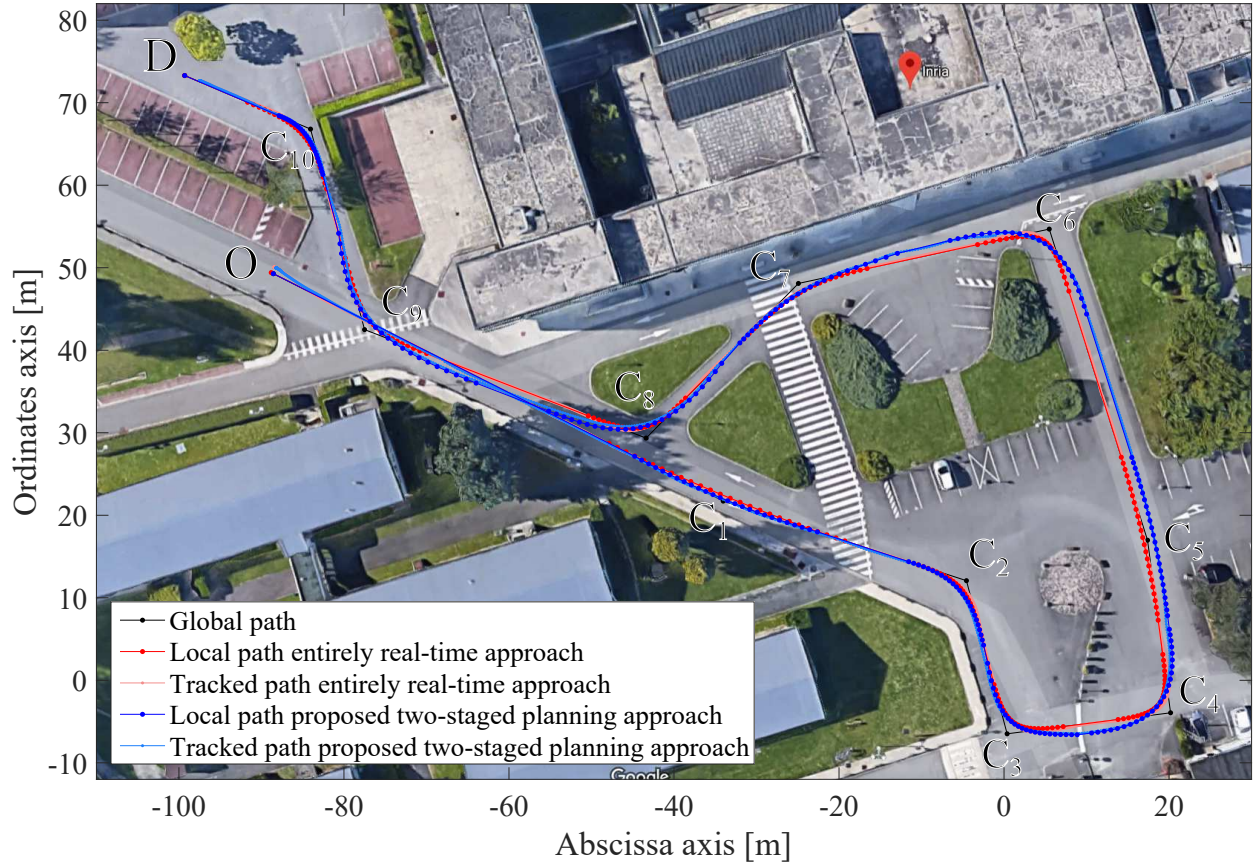 80
70
60
50
40
30
20
10
0
-10
Ordinates axis [m]
D
C10
O
C9
C8
C7
C6
C5
C4
C3
C2
C1
Inria
Global path
Local path entirely real-time approach
Tracked path entirely real-time approach
Local path proposed two-staged planning approach
Tracked path proposed two-staged planning approach
Google
-100
-80
-60
-40
-20
0
20
Abscissa axis [m]